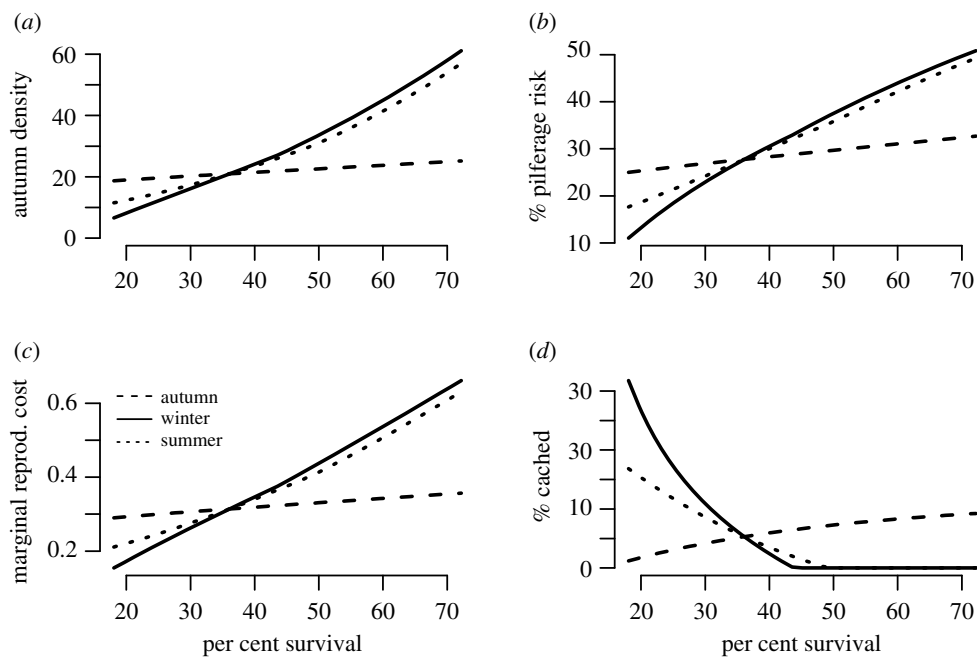 (a)
60
40
20
0
autumn density
20 30 40 50 60 70
(b)
50
40
30
20
10
% pilferage risk
20 30 40 50 60 70
(c)
0.6
0.4
0.2
marginal reprod. cost
autumn
winter
summer
20 30 40 50 60 70
per cent survival
(d)
30
10
0
% cached
20 30 40 50 60 70
per cent survival